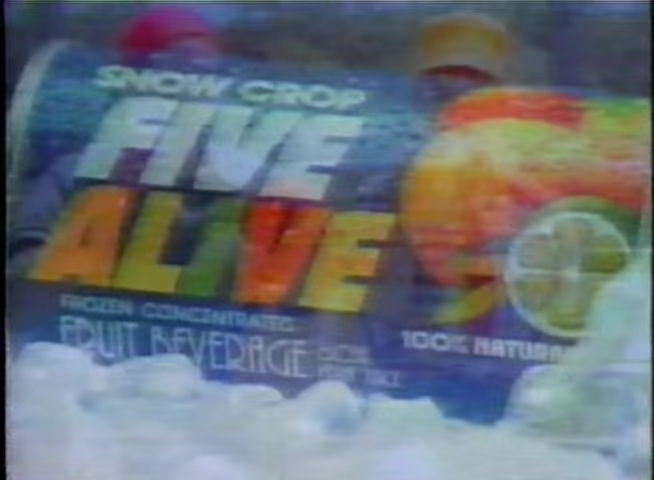 SNOW CROP
FIVE
ALIVE
FROZEN CONCENTRATED
FRUIT BEVERAGE
100% NATURAL